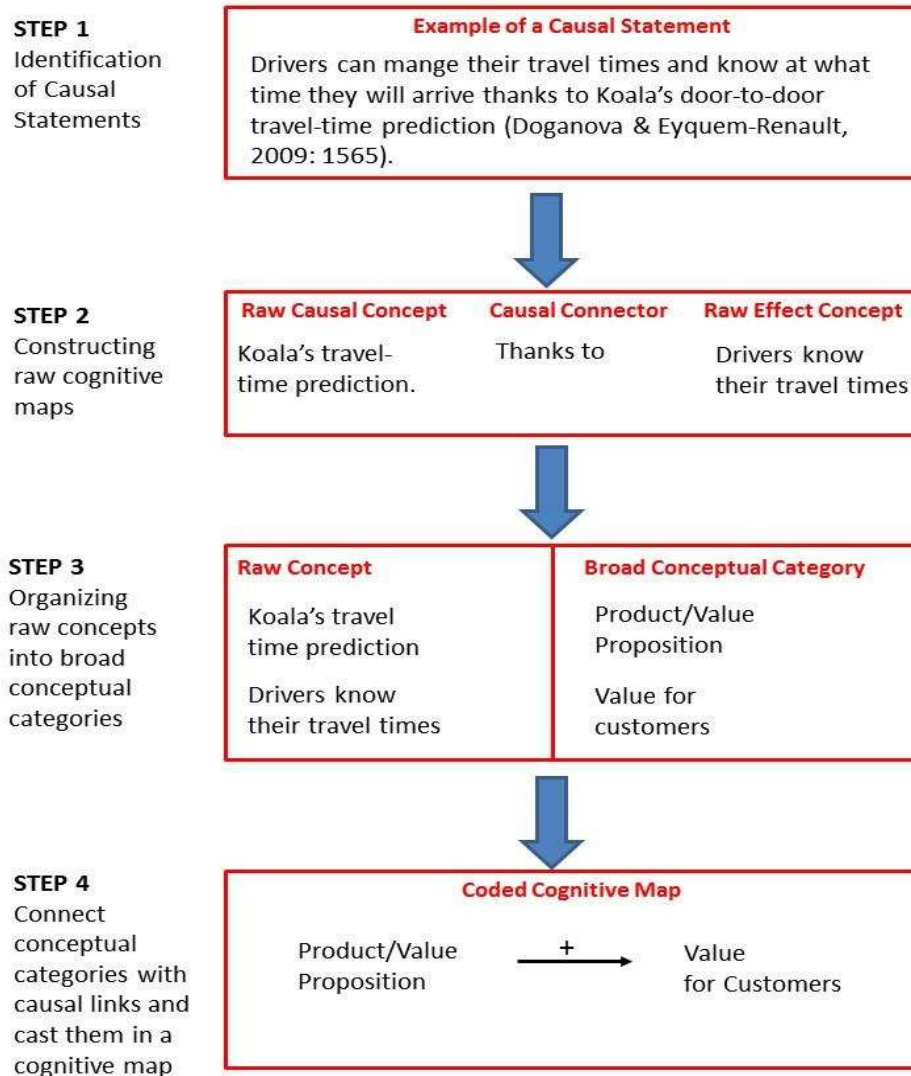 STEP 1
Identification
of Causal
Statements
Example of a Causal Statement
Drivers can mange their travel times and know at what
time they will arrive thanks to Koala’s door-to-door
travel-time prediction (Doganova & Eyquem-Renault,
2009: 1565).
STEP 2
Constructing
raw cognitive
maps
Raw Causal Concept
Koala’s travel-
time prediction.
Causal Connector
Thanks to
Raw Effect Concept
Drivers know
their travel times
STEP 3
Organizing
raw concepts
into broad
conceptual
categories
Raw Concept
Koala’s travel
time prediction
Drivers know
their travel times
Broad Conceptual Category
Product/Value
Proposition
Value for
customers
STEP 4
Connect
conceptual
categories with
causal links and
cast them in a
cognitive map
Coded Cognitive Map
Product/Value
Proposition
+
Value
for Customers